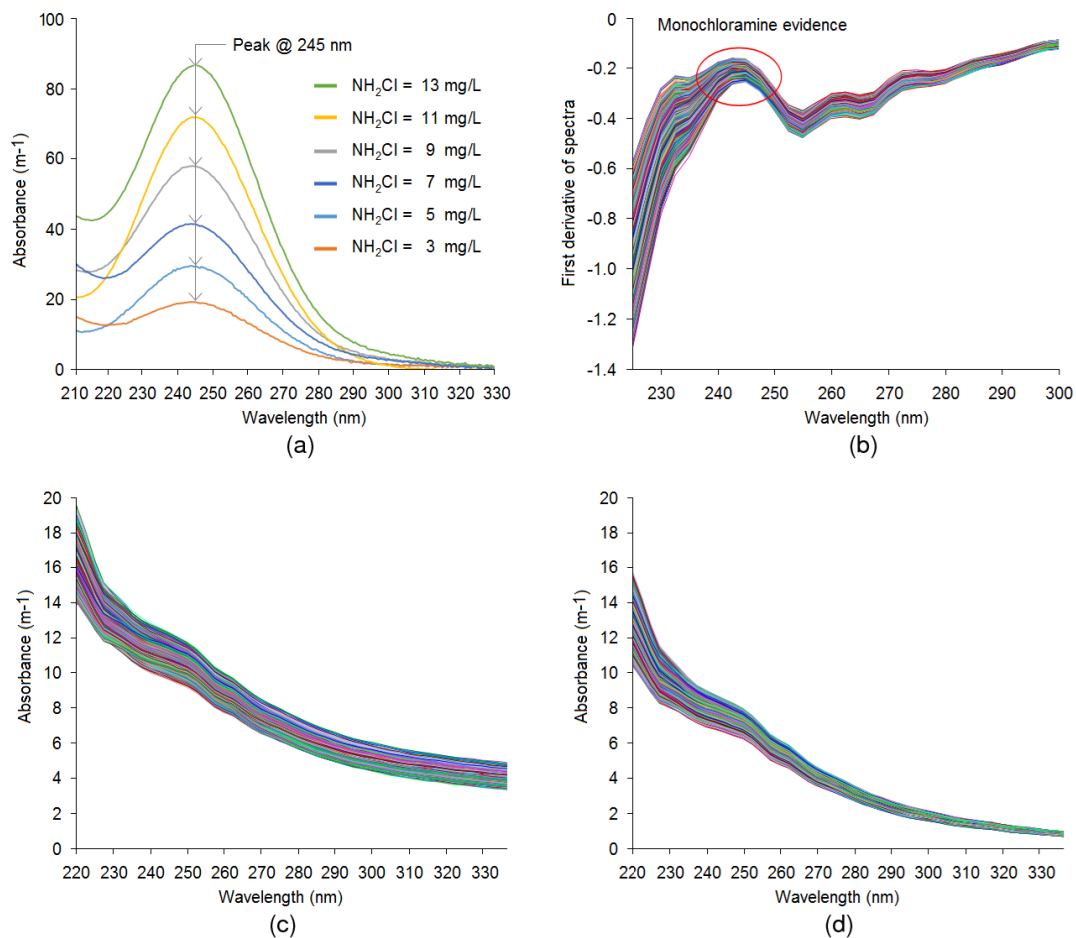 100
80
60
40
20
0
Absorbance (m-1)
Peak @ 245 nm
NH₂Cl = 13 mg/L
NH₂Cl = 11 mg/L
NH₂Cl = 9 mg/L
NH₂Cl = 7 mg/L
NH₂Cl = 5 mg/L
NH₂Cl = 3 mg/L
210 220 230 240 250 260 270 280 290 300 310 320 330
Wavelength (nm)
(a)
Monochloramine evidence
0
-0.2
-0.4
-0.6
-0.8
-1.0
-1.2
-1.4
First derivative of spectra
230 240 250 260 270 280 290 300
Wavelength (nm)
(b)
20
18
16
14
12
10
8
6
4
2
0
Absorbance (m-1)
220 230 240 250 260 270 280 290 300 310 320 330
Wavelength (nm)
(c)
20
18
16
14
12
10
8
6
4
2
0
Absorbance (m-1)
220 230 240 250 260 270 280 290 300 310 320 330
Wavelength (nm)
(d)